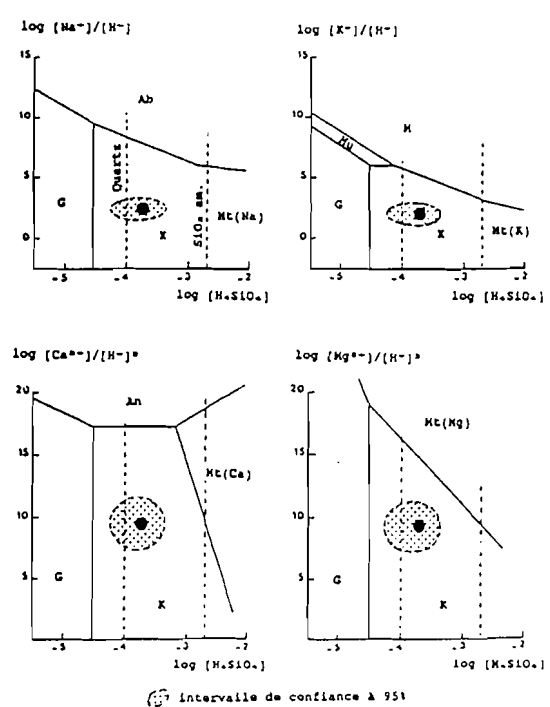 log [Na⁺]/[H⁺]
log [K⁺]/[H⁺]
15
10
5
0
Ab
G
Quartz
K
SiO₂ am.
Mt(Na)
-5
-4
-3
-2
log [H₄SiO₄]
15
10
5
0
M
Mu
G
K
Mt(K)
-5
-4
-3
-2
log [H₄SiO₄]
log [Ca²⁺]/[H⁺]²
log [Mg²⁺]/[H⁺]²
20
15
10
5
An
Mt(Ca)
G
K
-5
-4
-3
-2
log [H₄SiO₄]
20
15
10
5
Mt(Mg)
G
K
-5
-4
-3
-2
log [H₄SiO₄]
intervalle de confiance à 95%